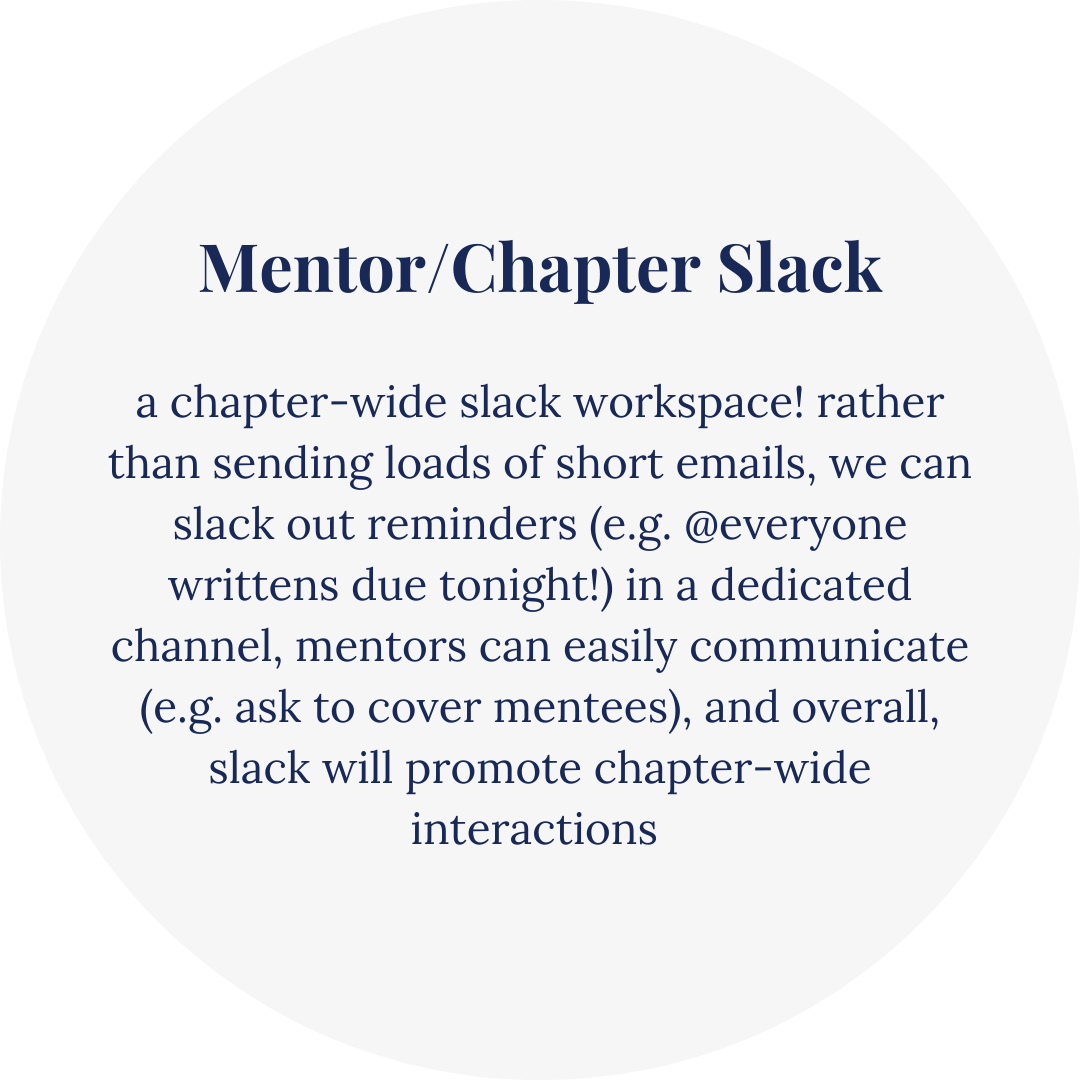 Mentor/Chapter Slack
a chapter-wide slack workspace! rather
than sending loads of short emails, we can
slack out reminders (e.g. @everyone
writtens due tonight!) in a dedicated
channel, mentors can easily communicate
(e.g. ask to cover mentees), and overall,
slack will promote chapter-wide
interactions